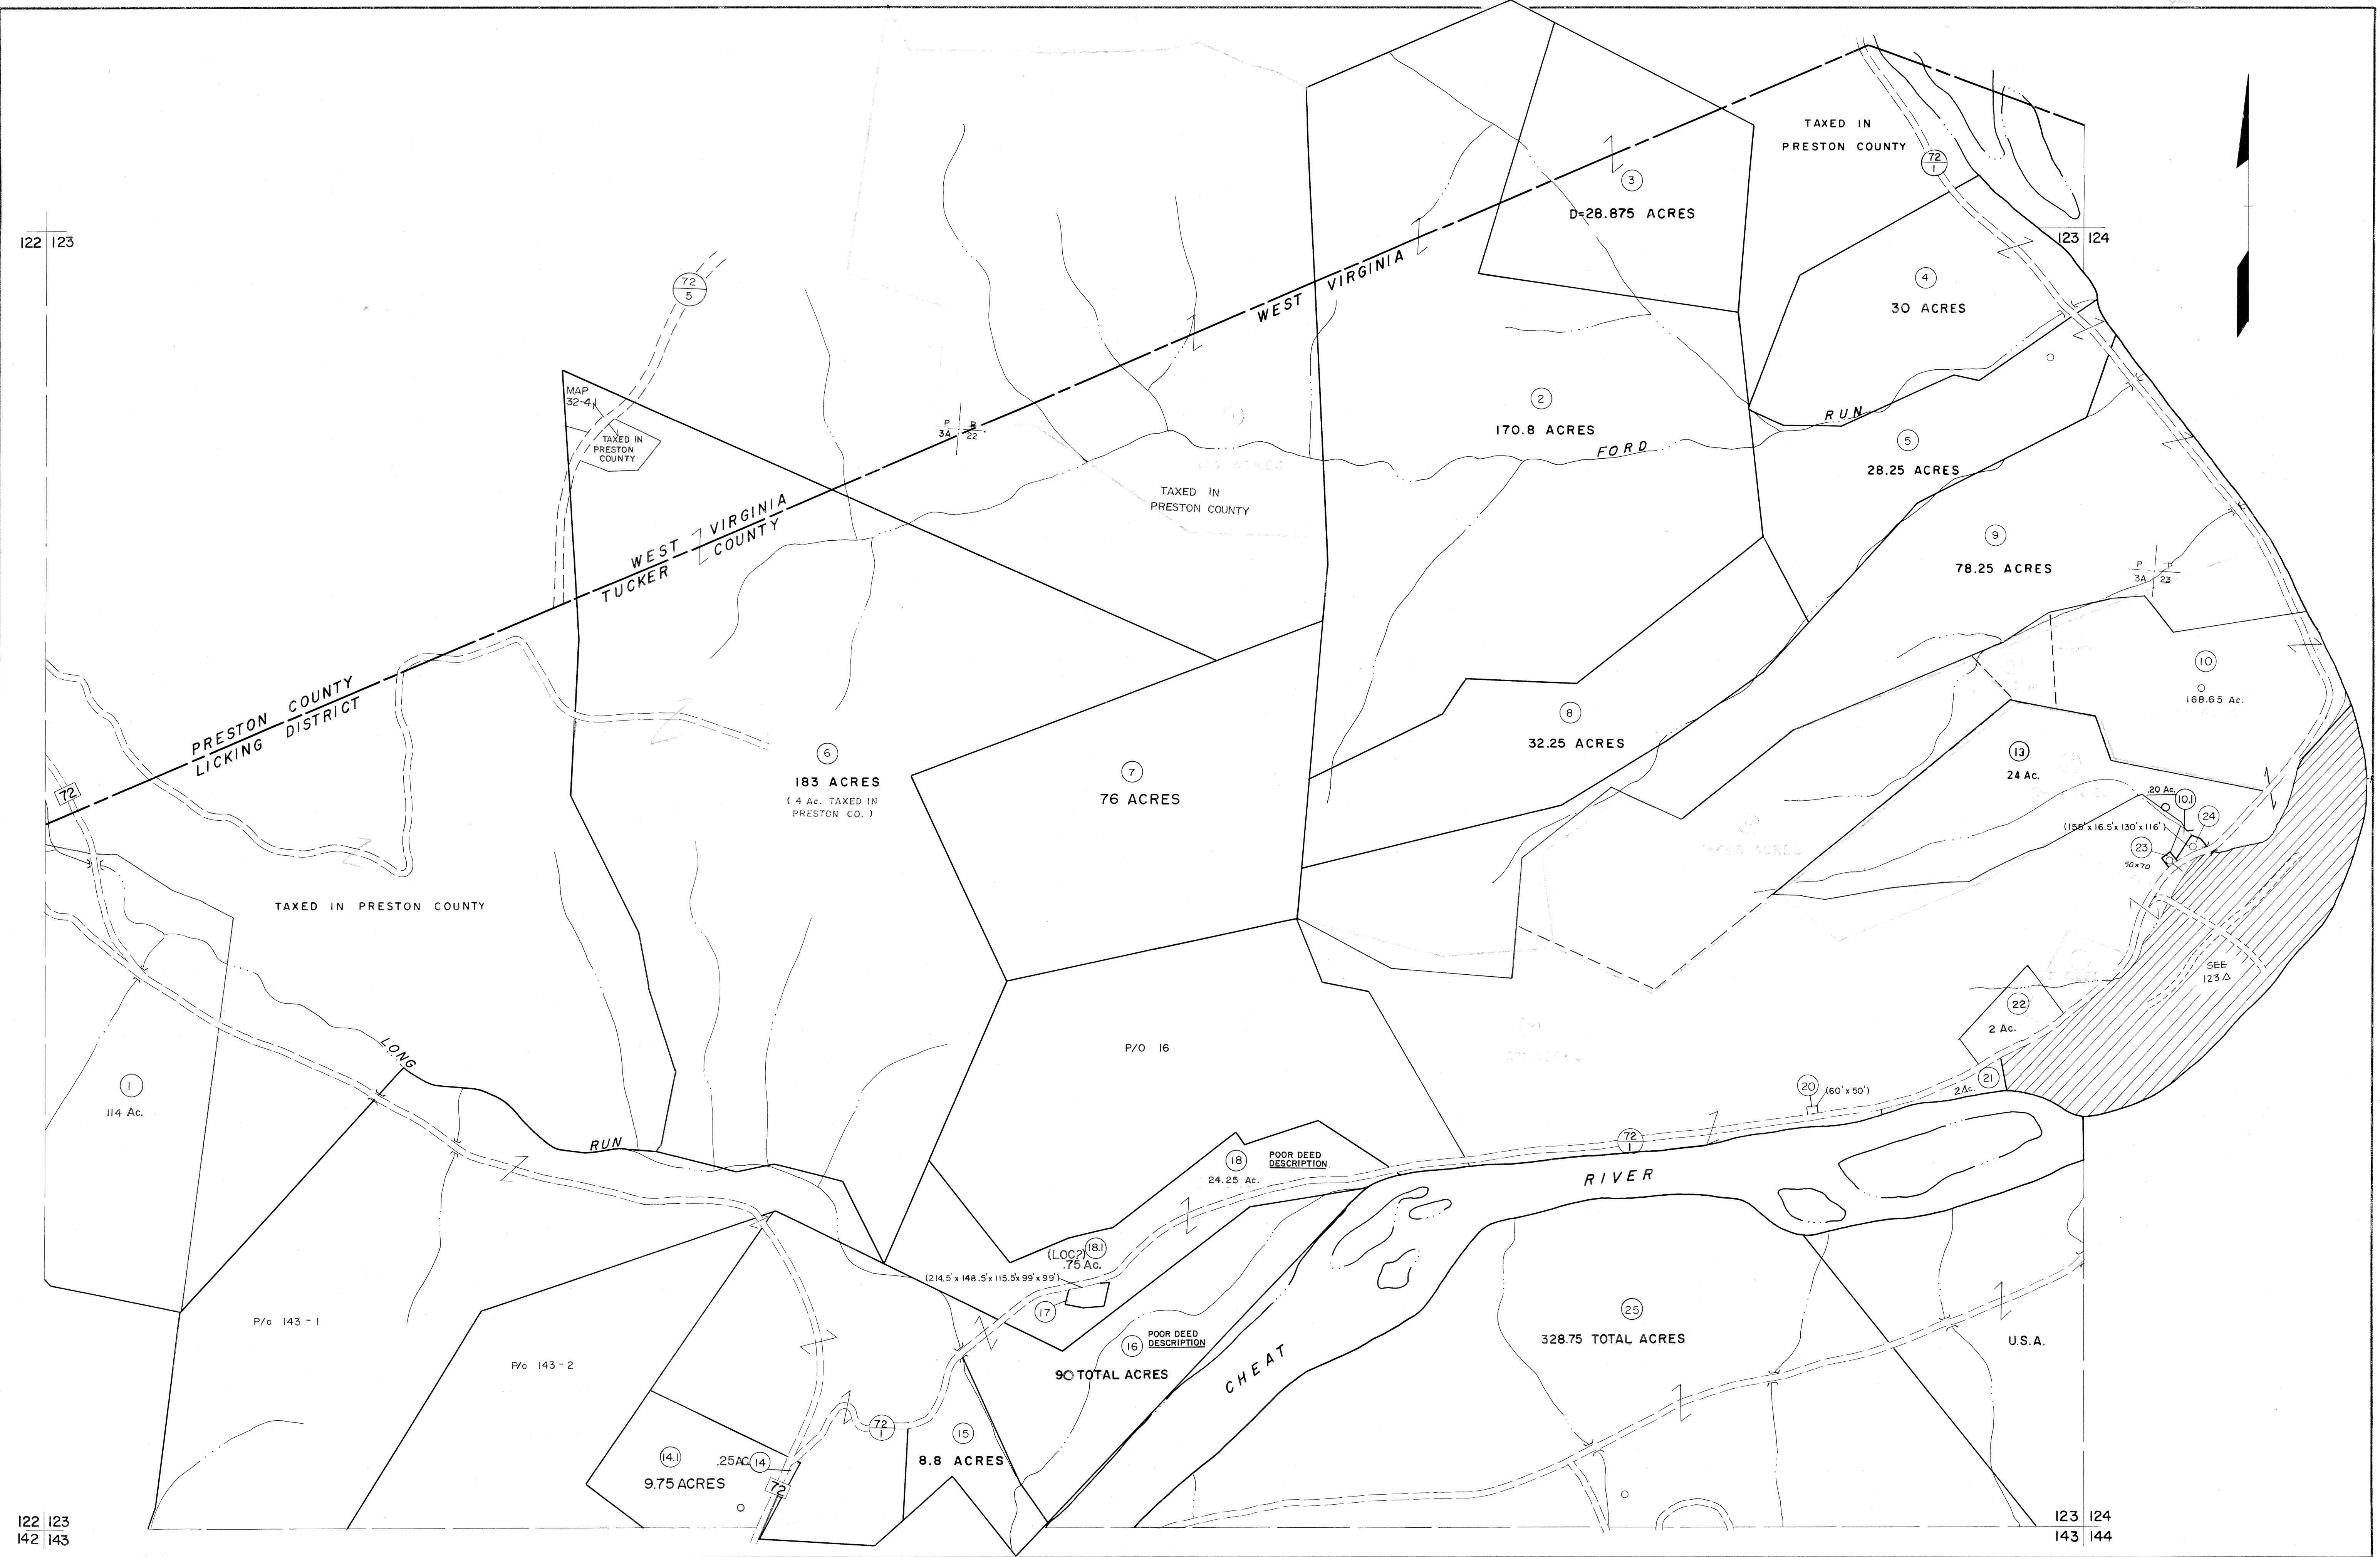 TAXED IN
PRESTON COUNTY
72
1
3
D=28.875 ACRES
122 123
123 124
4
30 ACRES
72
5
WEST VIRGINIA
MAP
32-4
TAXED IN
PRESTON
COUNTY
P
3A 22
2
170.8 ACRES
FORD RUN
5
28.25 ACRES
TAXED IN
PRESTON COUNTY
WEST VIRGINIA
TUCKER COUNTY
9
78.25 ACRES
P P
3A 23
10
168.65 Ac.
PRESTON COUNTY
LICKING DISTRICT
72
6
183 ACRES
( 4 Ac. TAXED IN
PRESTON CO. )
7
76 ACRES
8
32.25 ACRES
13
24 Ac.
.20 Ac.
10.1
24
(155'x 16.5'x 130'x 116')
23
50x70
TAXED IN PRESTON COUNTY
SEE
123A
22
2 Ac.
LONG RUN
1
114 Ac.
P/O 16
20
(60' x 50')
2 Ac.
21
72
1
18
POOR DEED
DESCRIPTION
24.25 Ac.
CHEAT RIVER
(LOC?)
18.1
.75 Ac.
(214.5' x 148.5'x 115.5'x 99'x 99')
17
P/o 143 - 1
P/o 143-2
16
POOR DEED
DESCRIPTION
90 TOTAL ACRES
25
328.75 TOTAL ACRES
U.S.A.
72
1
15
8.8 ACRES
14.1
9.75 ACRES
.25AC
14
72
122 123
142 143
123 124
143 144